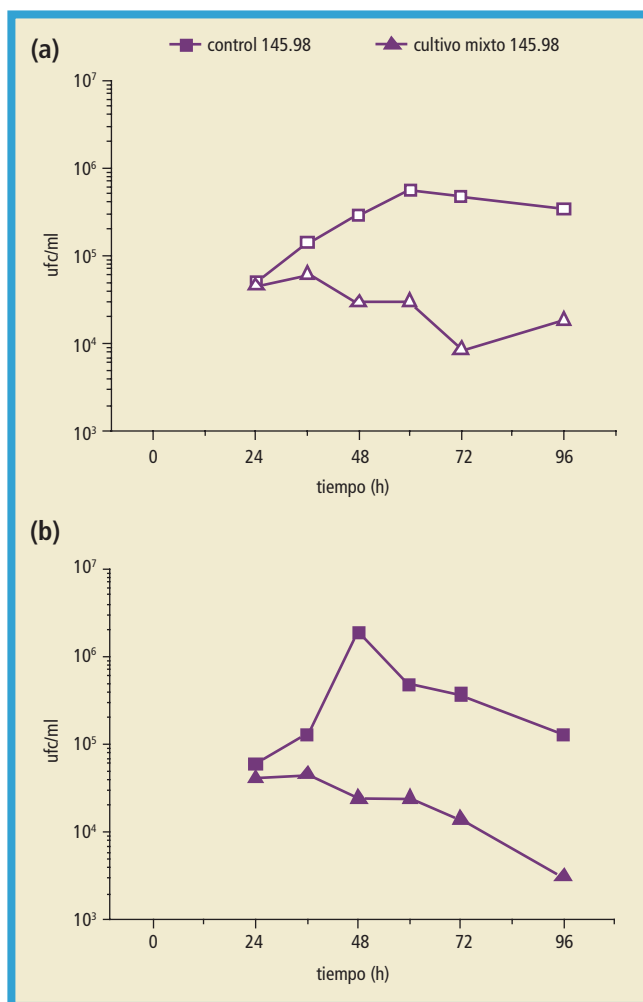 (a) control 145.98 cultivo mixto 145.98
10⁷
10⁶
10⁵
10⁴
10³
ufc/ml
0 24 48 72 96
tiempo (h)
(b)
10⁷
10⁶
10⁵
10⁴
10³
ufc/ml
0 24 48 72 96
tiempo (h)